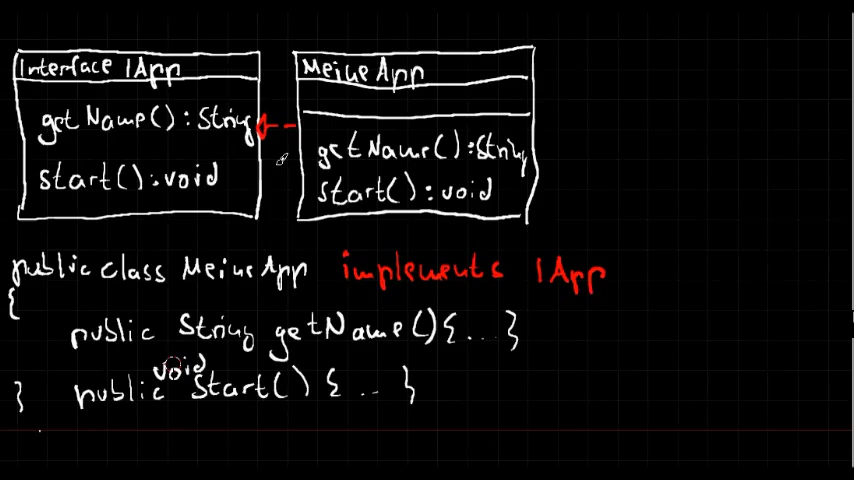 Interface IApp
getName() : String
start() : void
MeineApp
getName() : String
start() : void
public class MeineApp implements IApp
{
public String getName() { ... }
void
} public start() { ... }